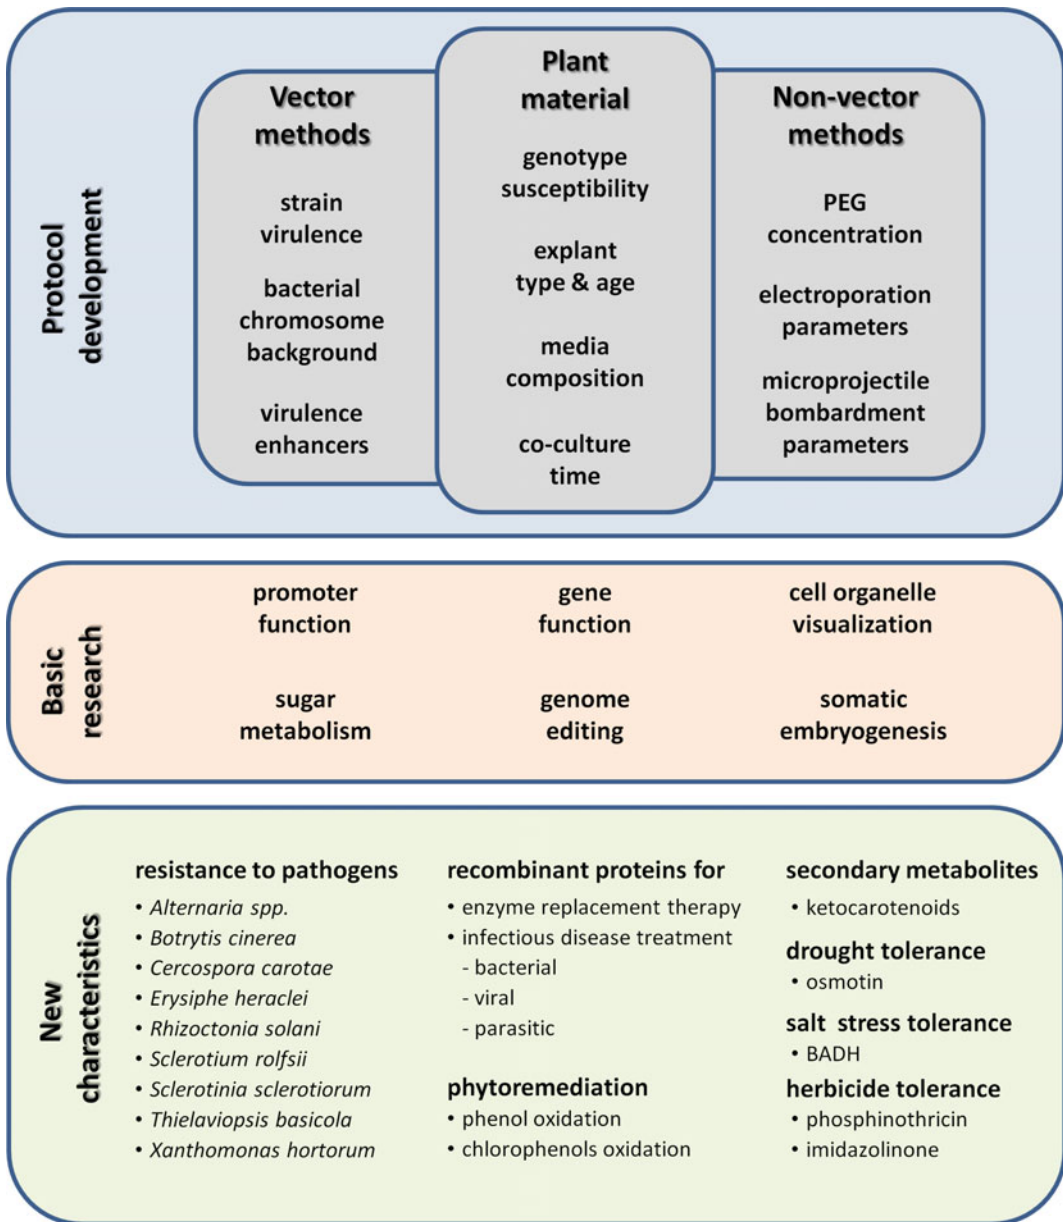 Protocol
development
Vector
methods
strain
virulence
bacterial
chromosome
background
virulence
enhancers
Plant
material
genotype
susceptibility
explant
type & age
media
composition
co-culture
time
Non-vector
methods
PEG
concentration
electroporation
parameters
microprojectile
bombardment
parameters
Basic
research
promoter
function
gene
function
cell organelle
visualization
sugar
metabolism
genome
editing
somatic
embryogenesis
New
characteristics
resistance to pathogens
• Alternaria spp.
• Botrytis cinerea
• Cercospora carotae
• Erysiphe heraclei
• Rhizoctonia solani
• Sclerotium rolfsii
• Sclerotinia sclerotiorum
• Thielaviopsis basicola
• Xanthomonas hortorum
recombinant proteins for
• enzyme replacement therapy
• infectious disease treatment
- bacterial
- viral
- parasitic
phytoremediation
• phenol oxidation
• chlorophenols oxidation
secondary metabolites
• ketocarotenoids
drought tolerance
• osmotin
salt stress tolerance
• BADH
herbicide tolerance
• phosphinothricin
• imidazolinone